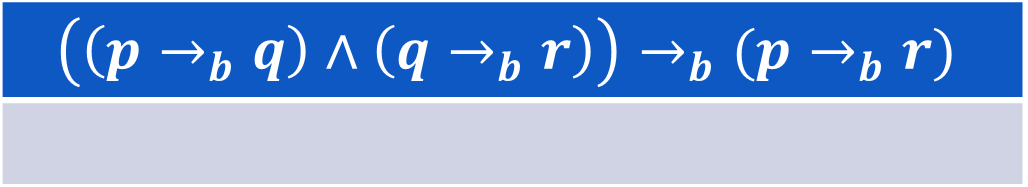 ((p →_b q) ∧ (q →_b r)) →_b (p →_b r)